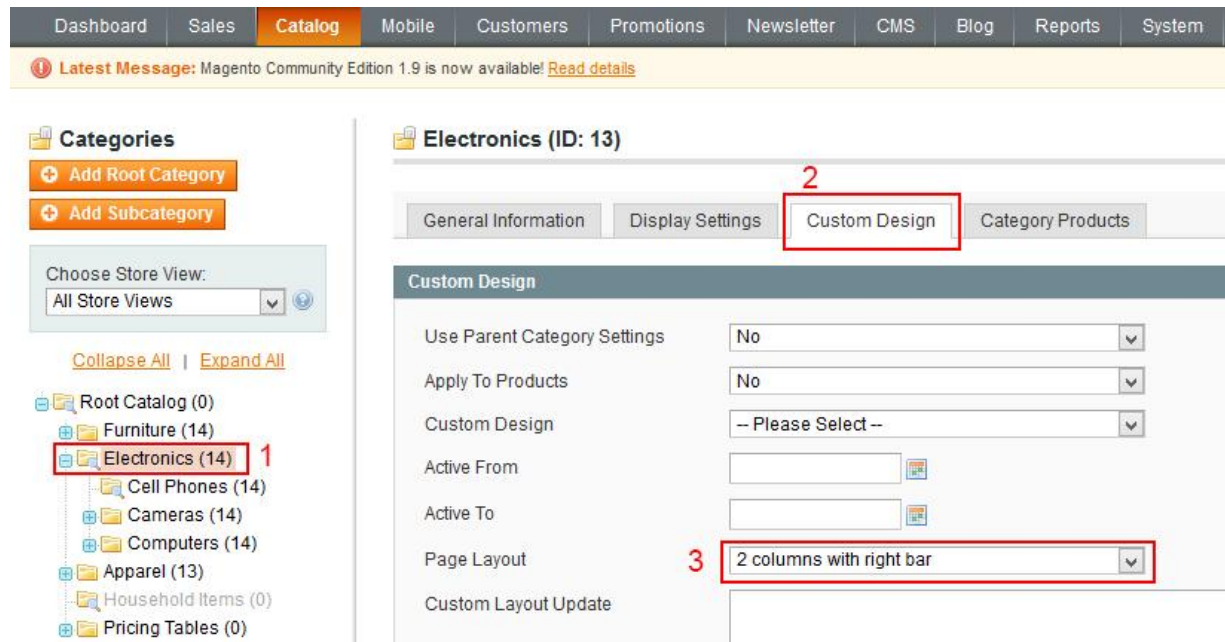 Dashboard Sales Catalog Mobile Customers Promotions Newsletter CMS Blog Reports System
Latest Message: Magento Community Edition 1.9 is now available! Read details
Categories
Add Root Category
Add Subcategory
Choose Store View:
All Store Views
Collapse All | Expand All
Root Catalog (0)
Furniture (14)
Electronics (14) 1
Cell Phones (14)
Cameras (14)
Computers (14)
Apparel (13)
Household Items (0)
Pricing Tables (0)
Electronics (ID: 13)
2
General Information Display Settings Custom Design Category Products
Custom Design
Use Parent Category Settings No
Apply To Products No
Custom Design -- Please Select --
Active From
Active To
Page Layout 3 2 columns with right bar
Custom Layout Update